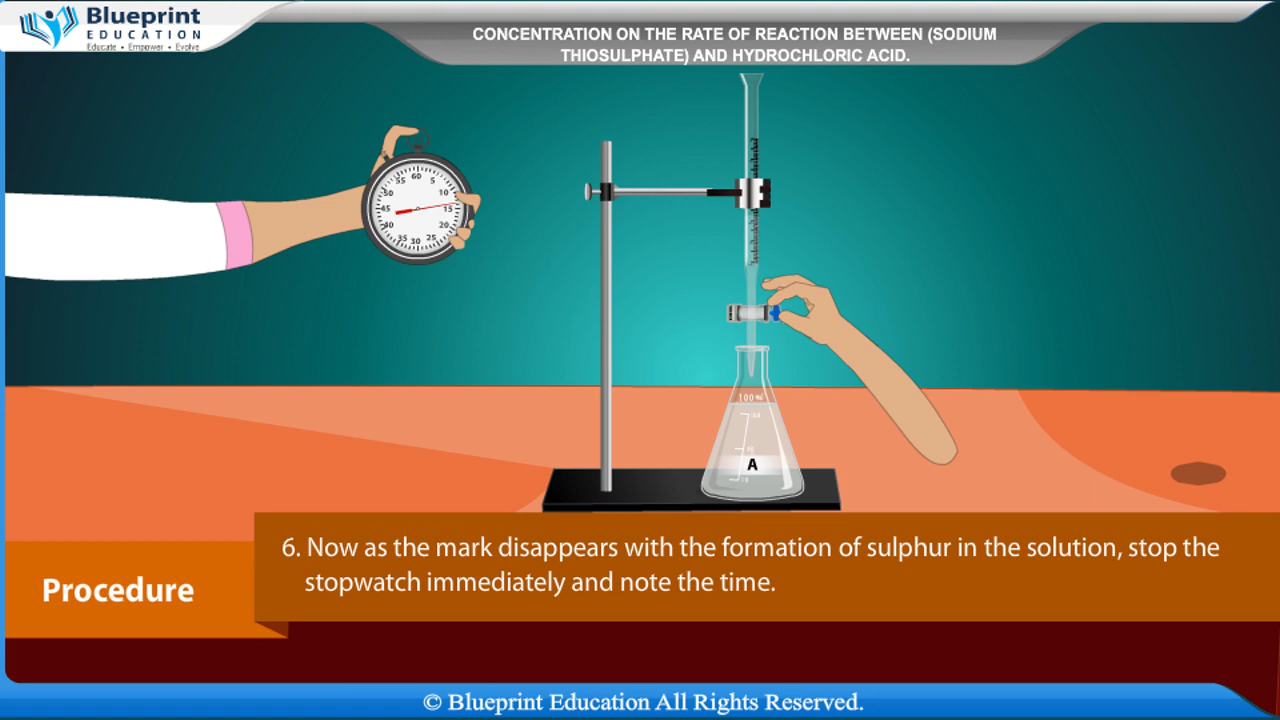 Blueprint
EDUCATION
Educate • Empower • Evolve
CONCENTRATION ON THE RATE OF REACTION BETWEEN (SODIUM
THIOSULPHATE) AND HYDROCHLORIC ACID.
60
55
5
50
10
45
15
40
20
35
30
25
100
A
6. Now as the mark disappears with the formation of sulphur in the solution, stop the
stopwatch immediately and note the time.
Procedure
© Blueprint Education All Rights Reserved.